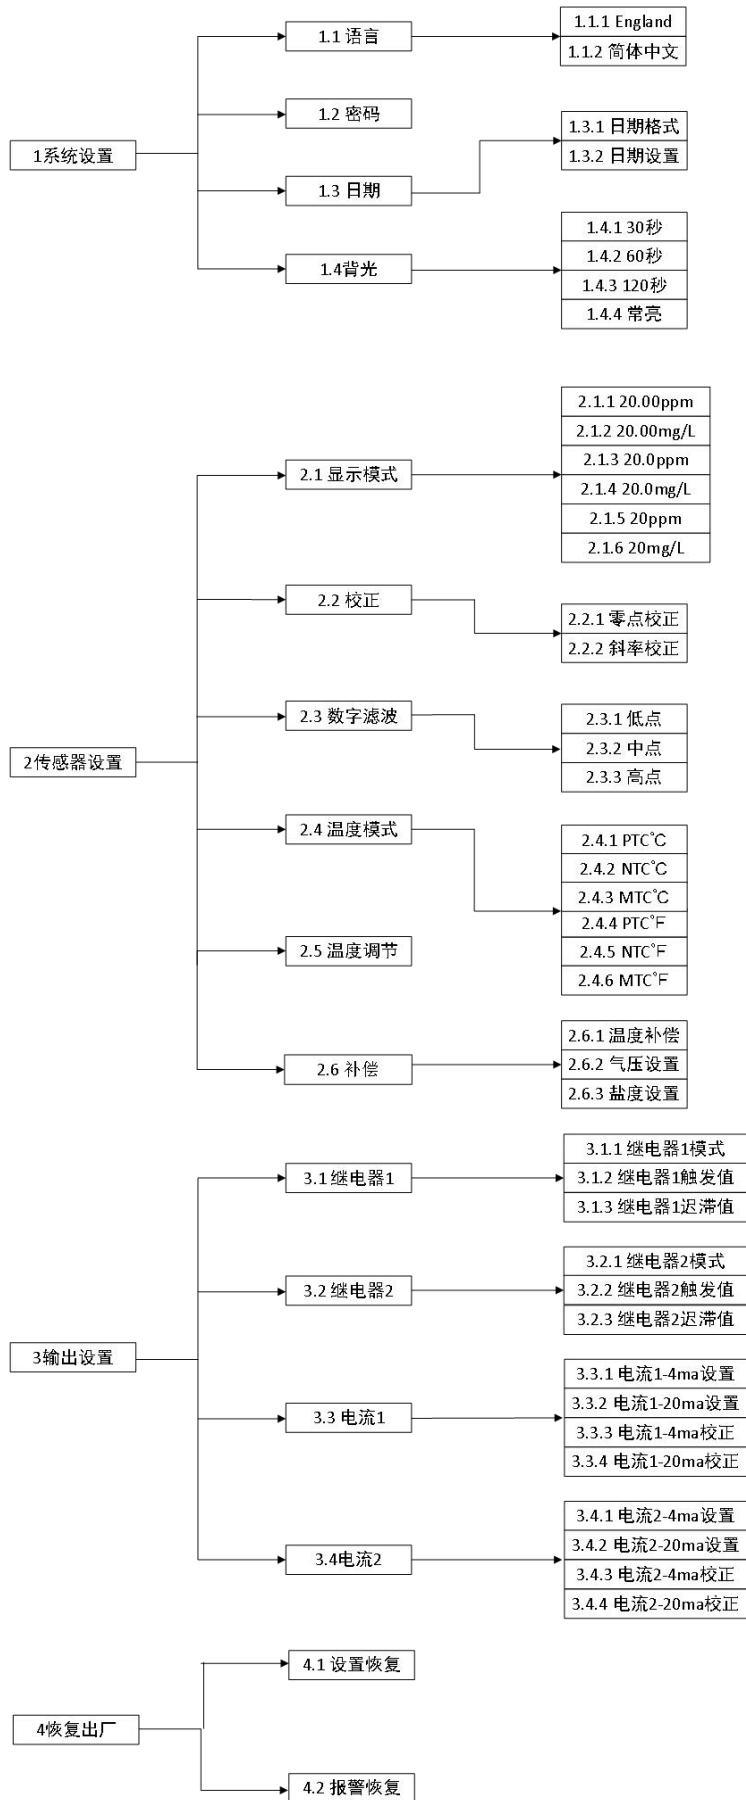 1系统设置
1.1 语言
1.1.1 England
1.1.2 简体中文
1.2 密码
1.3 日期
1.3.1 日期格式
1.3.2 日期设置
1.4背光
1.4.1 30秒
1.4.2 60秒
1.4.3 120秒
1.4.4 常亮
2传感器设置
2.1 显示模式
2.1.1 20.00ppm
2.1.2 20.00mg/L
2.1.3 20.0ppm
2.1.4 20.0mg/L
2.1.5 20ppm
2.1.6 20mg/L
2.2 校正
2.2.1 零点校正
2.2.2 斜率校正
2.3 数字滤波
2.3.1 低点
2.3.2 中点
2.3.3 高点
2.4 温度模式
2.4.1 PTC℃
2.4.2 NTC℃
2.4.3 MTC℃
2.4.4 PTC℉
2.4.5 NTC℉
2.4.6 MTC℉
2.5 温度调节
2.6 补偿
2.6.1 温度补偿
2.6.2 气压设置
2.6.3 盐度设置
3输出设置
3.1 继电器1
3.1.1 继电器1模式
3.1.2 继电器1触发值
3.1.3 继电器1迟滞值
3.2 继电器2
3.2.1 继电器2模式
3.2.2 继电器2触发值
3.2.3 继电器2迟滞值
3.3 电流1
3.3.1 电流1-4ma设置
3.3.2 电流1-20ma设置
3.3.3 电流1-4ma校正
3.3.4 电流1-20ma校正
3.4电流2
3.4.1 电流2-4ma设置
3.4.2 电流2-20ma设置
3.4.3 电流2-4ma校正
3.4.4 电流2-20ma校正
4恢复出厂
4.1 设置恢复
4.2 报警恢复